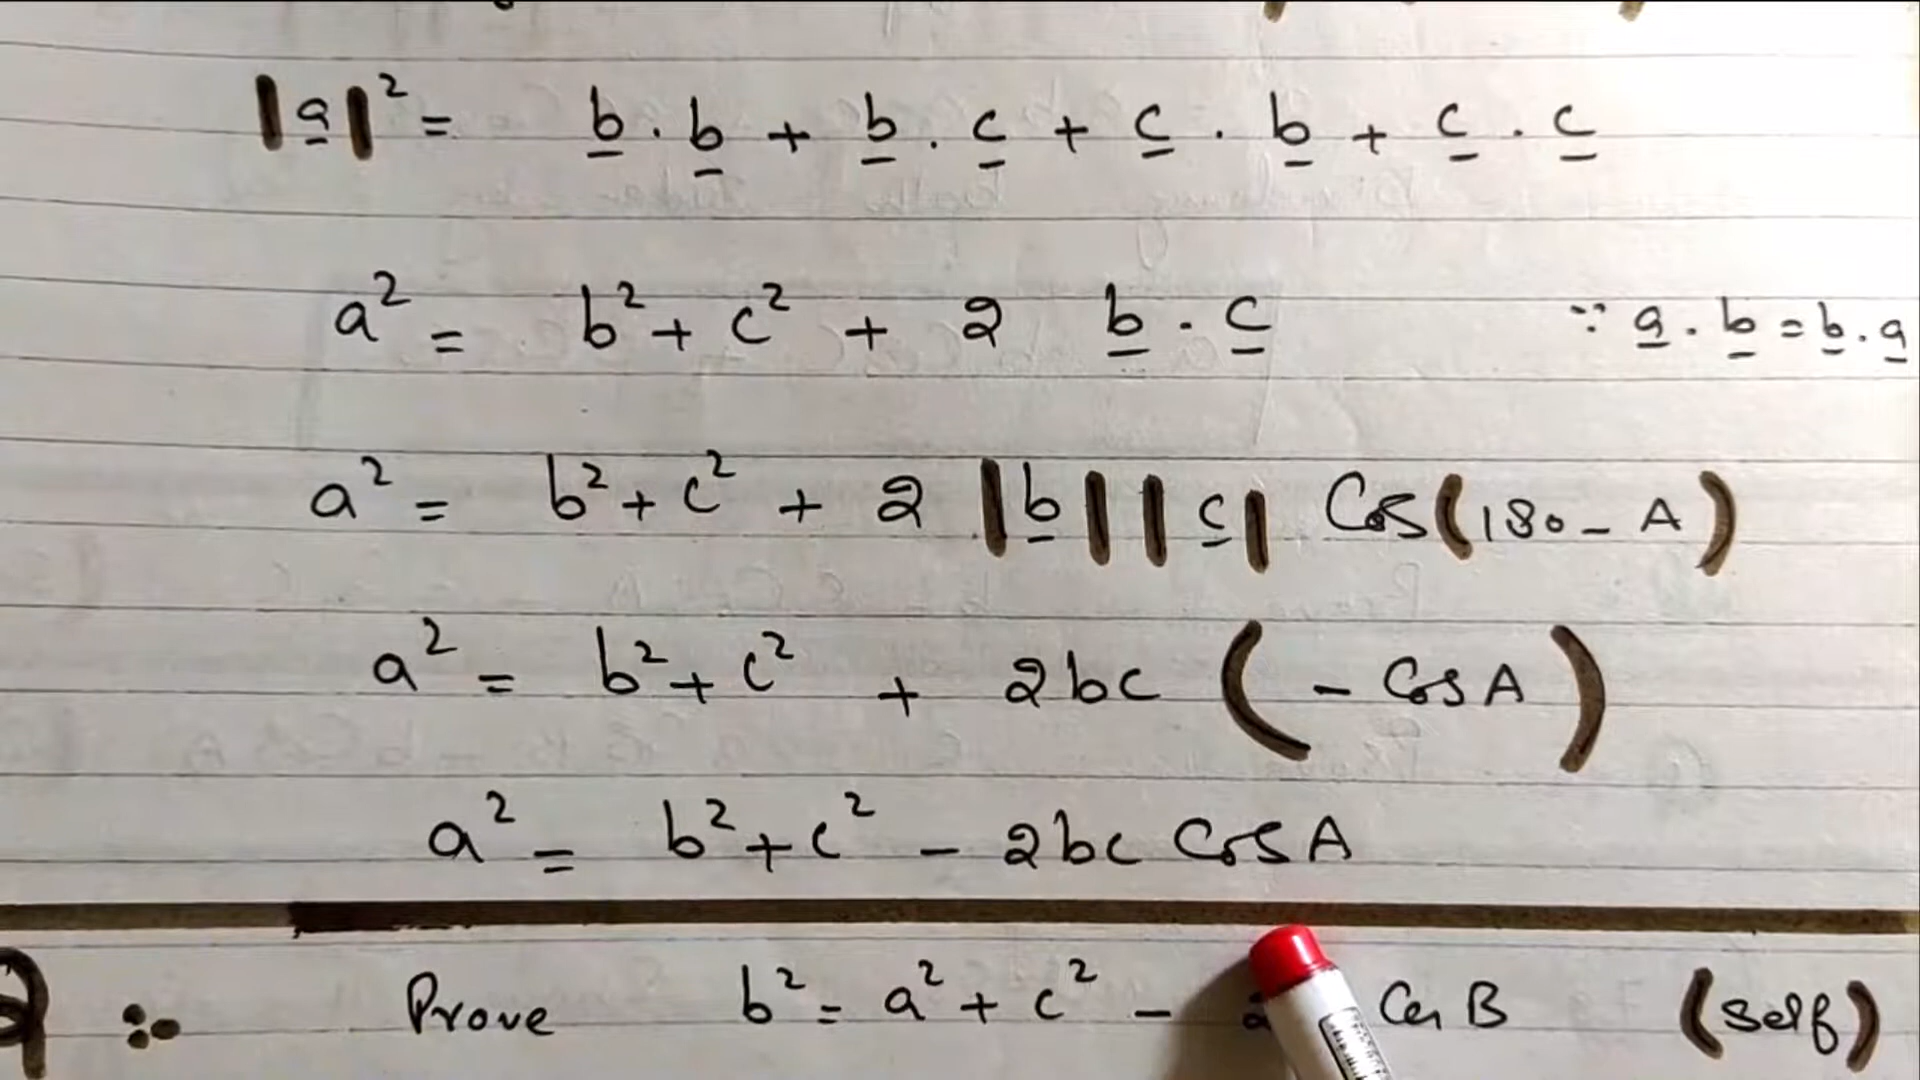 |a|² = b . b + b . c + c . b + c . c
a² = b² + c² + 2 b . c ∵ a . b = b . a
a² = b² + c² + 2 |b| |c| Cos (180 - A)
a² = b² + c² + 2bc (- Cos A)
a² = b² + c² - 2bc Cos A
Q :- Prove b² = a² + c² - 2 Cos B (self)